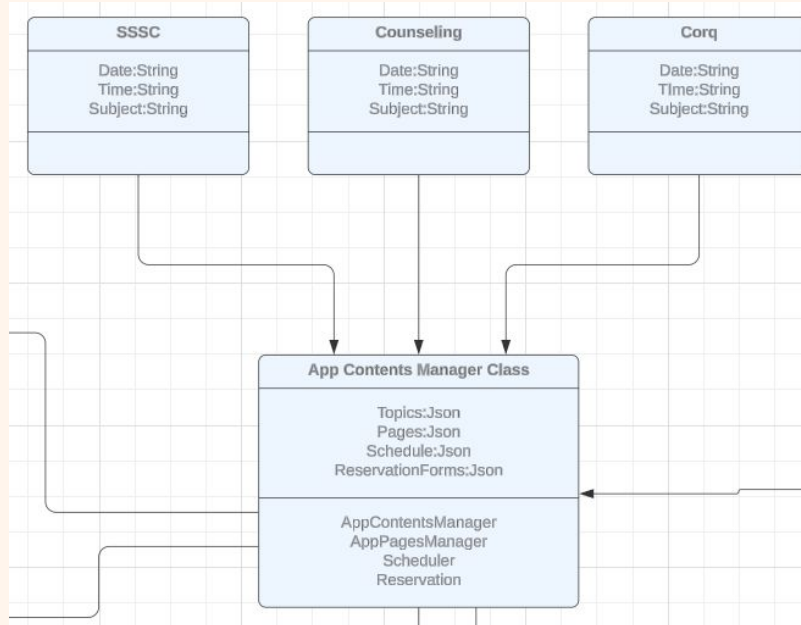 SSSC
Date:String
Time:String
Subject:String
Counseling
Date:String
Time:String
Subject:String
Corq
Date:String
TIme:String
Subject:String
App Contents Manager Class
Topics:Json
Pages:Json
Schedule:Json
ReservationForms:Json
AppContentsManager
AppPagesManager
Scheduler
Reservation